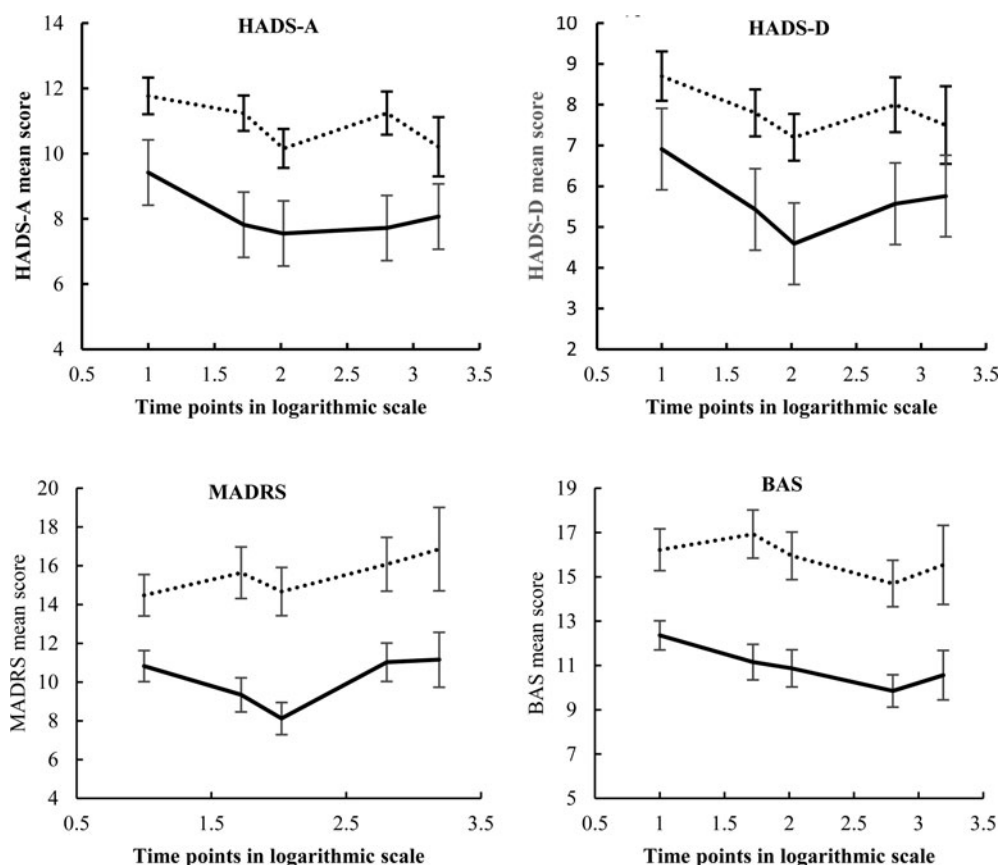 HADS-A
HADS-A mean score
14
12
10
8
6
4
0.5 1 1.5 2 2.5 3 3.5
Time points in logarithmic scale
HADS-D
HADS-D mean score
10
9
8
7
6
5
4
3
2
0.5 1 1.5 2 2.5 3 3.5
Time points in logarithmic scale
MADRS
MADRS mean score
20
18
16
14
12
10
8
6
4
0.5 1.5 2.5 3.5
Time points in logarithmic scale
BAS
BAS mean score
19
17
15
13
11
9
7
5
0.5 1 1.5 2 2.5 3 3.5
Time points in logarithmic scale